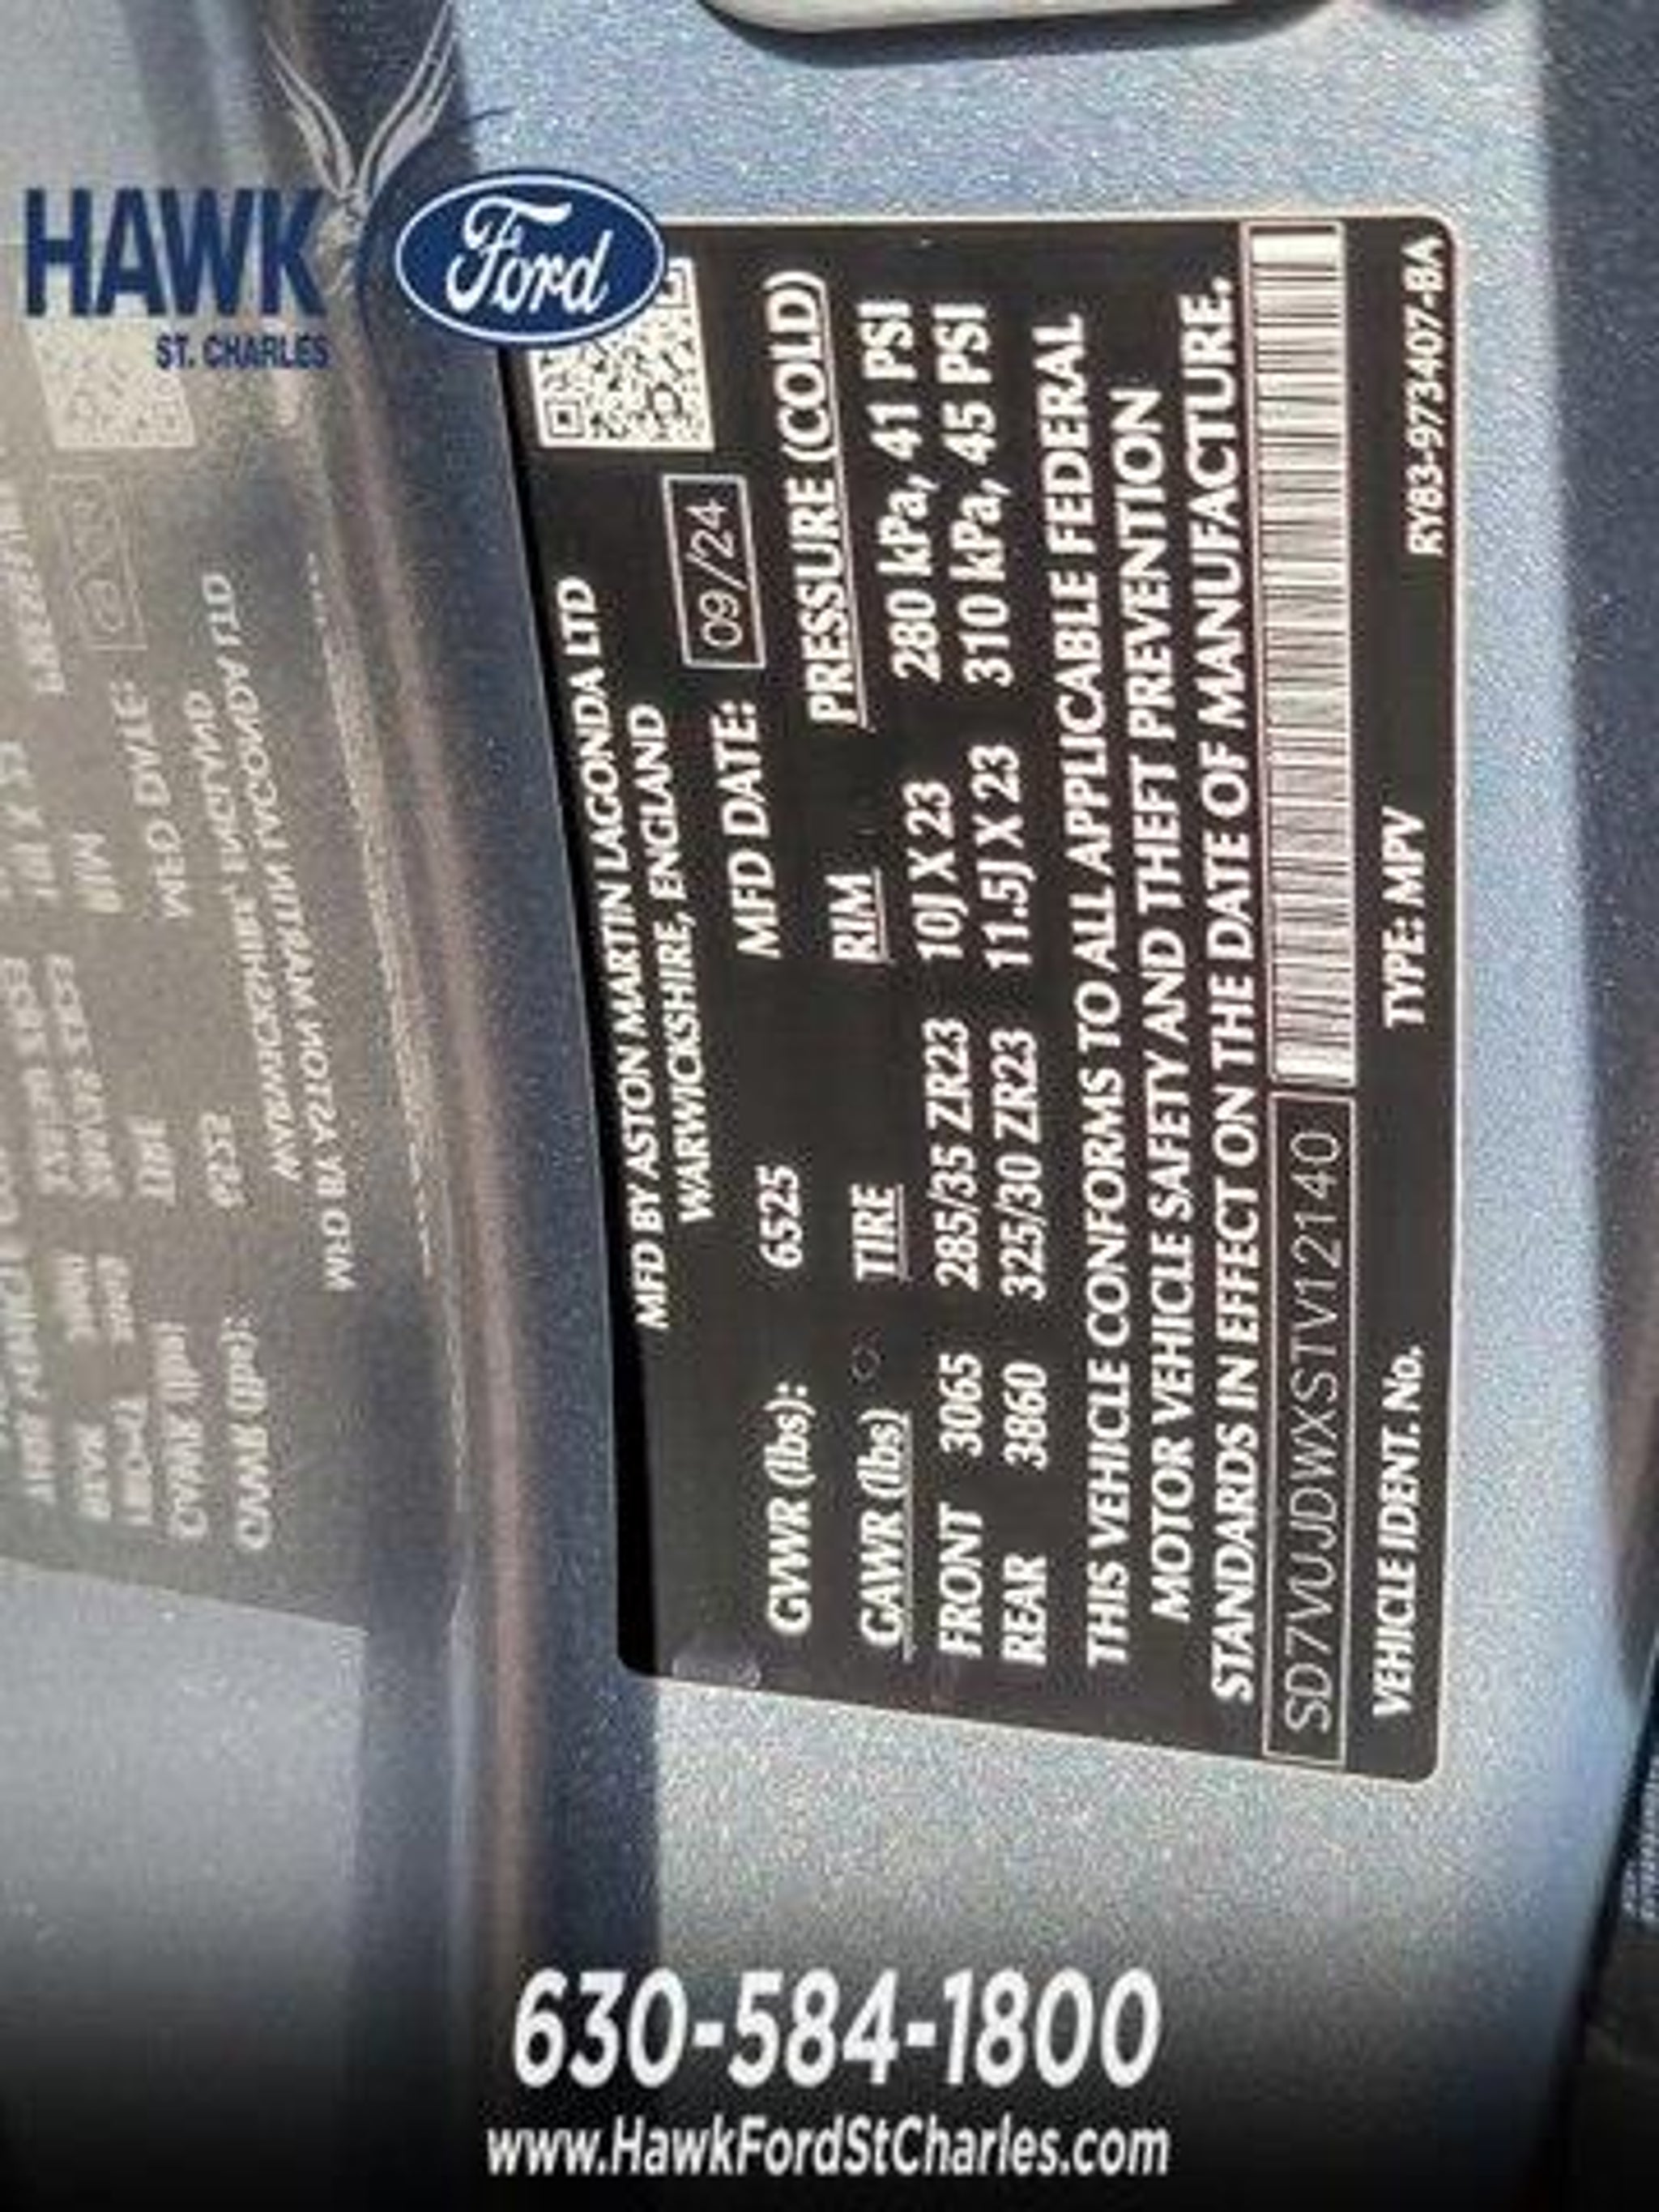 HAWK
ST. CHARLES
Ford
MFD BY ASTON MARTIN LAGONDA LTD
WARWICKSHIRE, ENGLAND
GVWR (lbs): 6525 MFD DATE: 09/24
GAWR (lbs) TIRE RIM PRESSURE (COLD)
FRONT 3065 285/35 ZR23 10J X 23 280 kPa, 41 PSI
REAR 3860 325/30 ZR23 11.5J X 23 310 kPa, 45 PSI
THIS VEHICLE CONFORMS TO ALL APPLICABLE FEDERAL
MOTOR VEHICLE SAFETY AND THEFT PREVENTION
STANDARDS IN EFFECT ON THE DATE OF MANUFACTURE.
SD7VUJDWXSTV12140
VEHICLE IDENT. No. TYPE: MPV RY83-973407-BA
630-584-1800
www.HawkFordStCharles.com